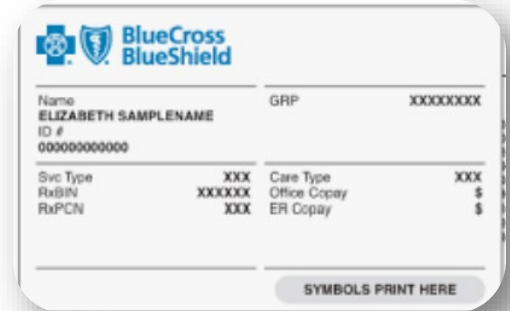 BlueCross
BlueShield
Name
ELIZABETH SAMPLENAME
ID #
000000000000
GRP XXXXXXXX
Svc Type XXX
RxBIN XXXXXX
RxPCN XXX
Care Type XXX
Office Copay $
ER Copay $
SYMBOLS PRINT HERE